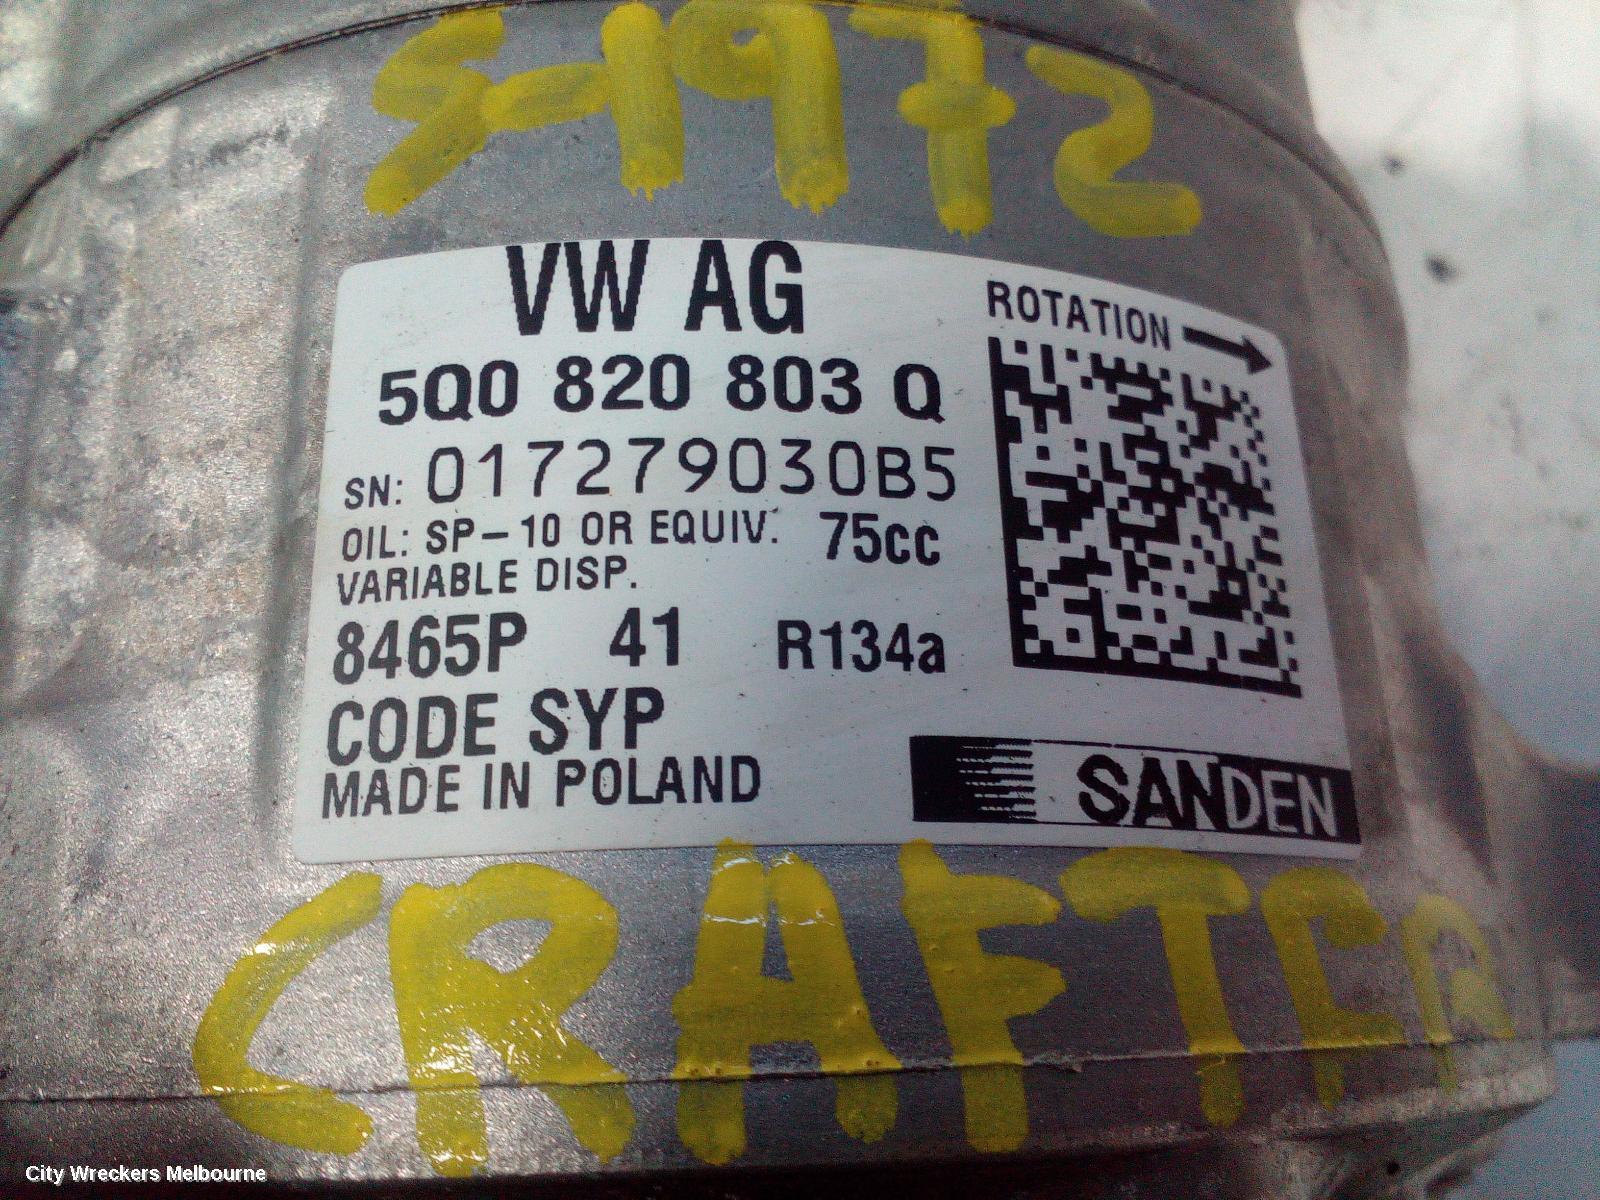 S-1972
VW AG
ROTATION
5Q0 820 803 Q
SN: 017279030B5
OIL: SP-10 OR EQUIV. 75cc
VARIABLE DISP.
8465P 41 R134a
CODE SYP
MADE IN POLAND
SANDEN
CRAFTER
City Wreckers Melbourne